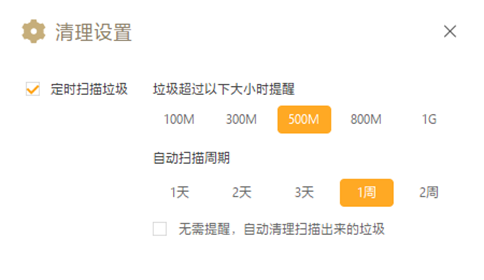 清理设置
定时扫描垃圾
垃圾超过以下大小时提醒
100M 300M 500M 800M 1G
自动扫描周期
1天 2天 3天 1周 2周
无需提醒，自动清理扫描出来的垃圾